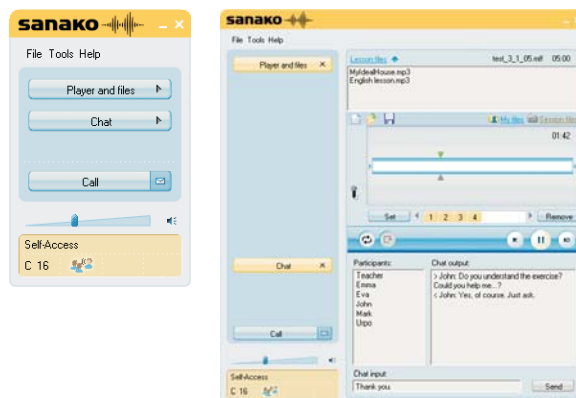 sanako
File Tools Help
Player and files
Chat
Call
Self-Access
C 16
sanako
File Tools Help
Player and files
Chat
Call
Self-Access
C 16
Lesson files test_3_1_05.mff 05:00
MyIdealHouse.mp3
English lesson.mp3
My files Session files
01:42
Set 1 2 3 4 Remove
Participants:
Teacher
Emma
Eva
John
Mark
Urpo
Chat output:
> John: Do you understand the exercise?
Could you help me...?
< John: Yes, of course. Just ask.
Chat input:
Thank you Send